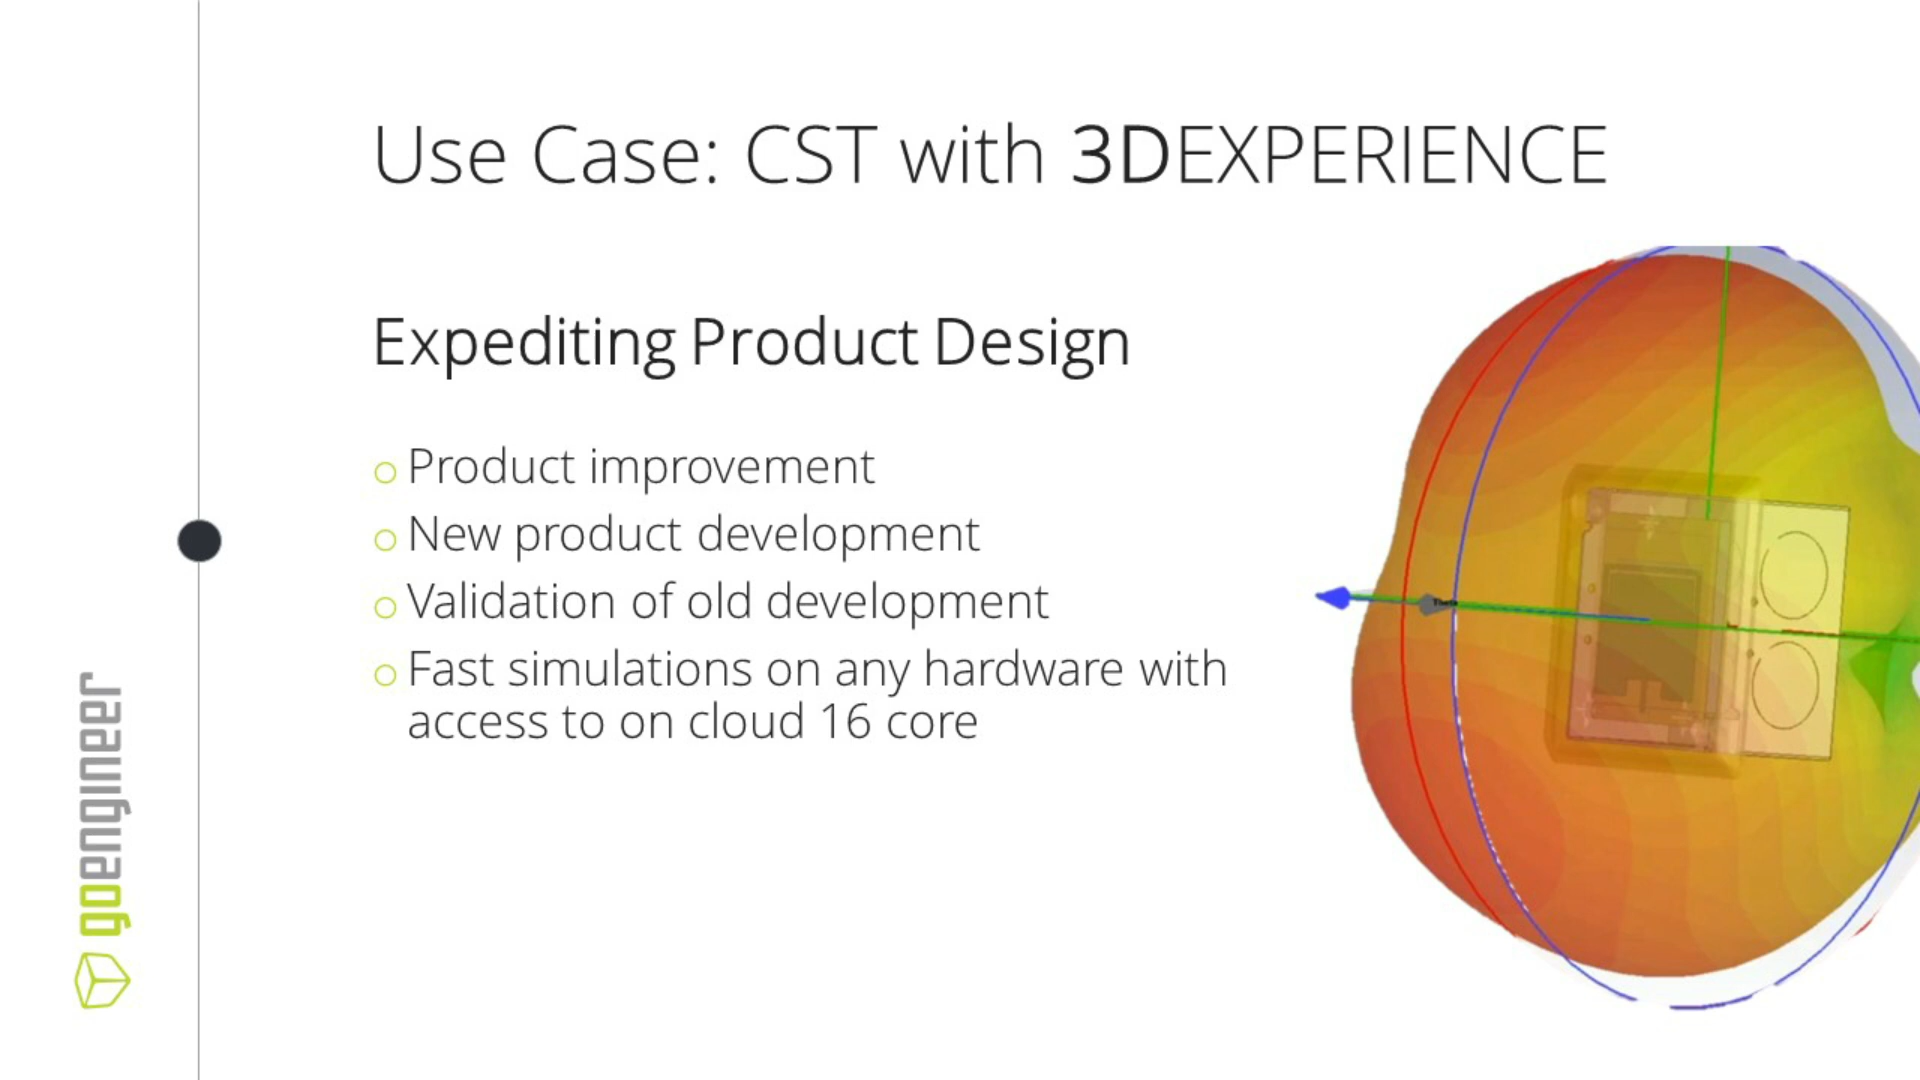 Use Case: CST with 3DEXPERIENCE
Expediting Product Design
Product improvement
New product development
Validation of old development
Fast simulations on any hardware with
access to on cloud 16 core
goengineer